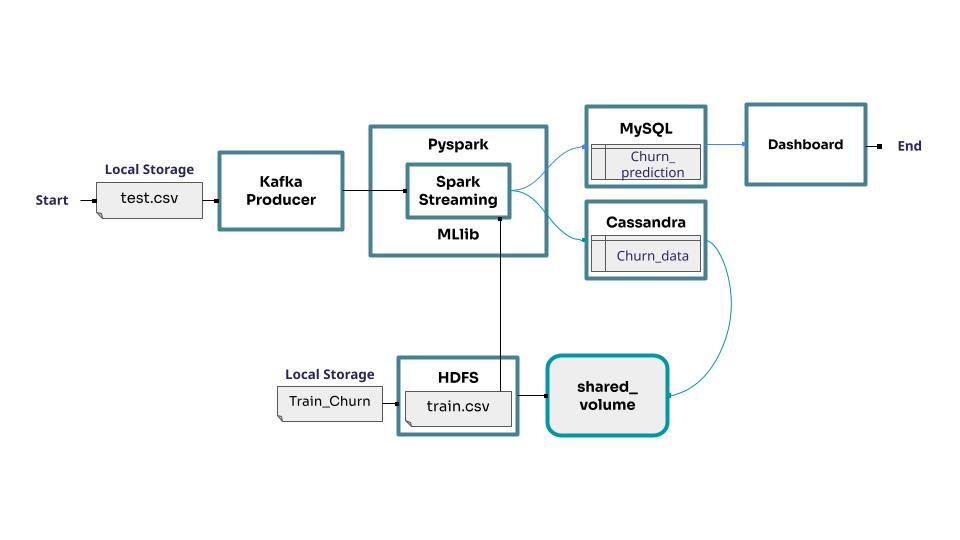 Start
Local Storage
test.csv
Kafka
Producer
Pyspark
Spark
Streaming
MLlib
MySQL
Churn_
prediction
Cassandra
Churn_data
Dashboard
End
Local Storage
Train_Churn
HDFS
train.csv
shared_
volume